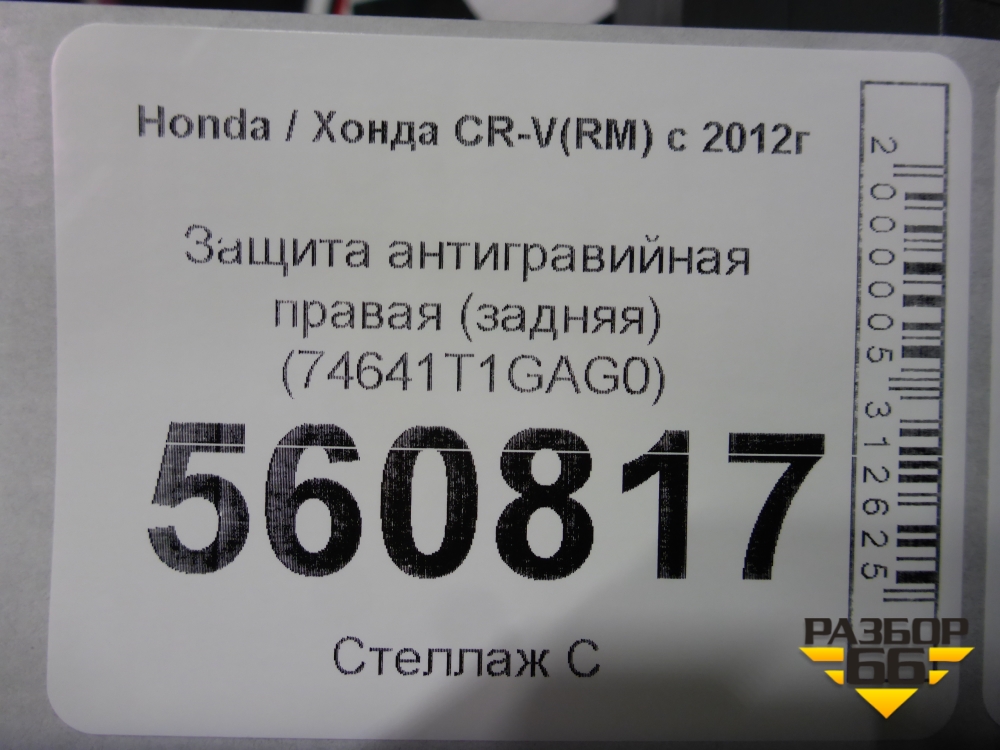 Honda / Хонда CR-V(RM) с 2012г
Защита антигравийная
правая (задняя)
(74641T1GAG0)
560817
Стеллаж С
2000005312625
РАЗБОР
66